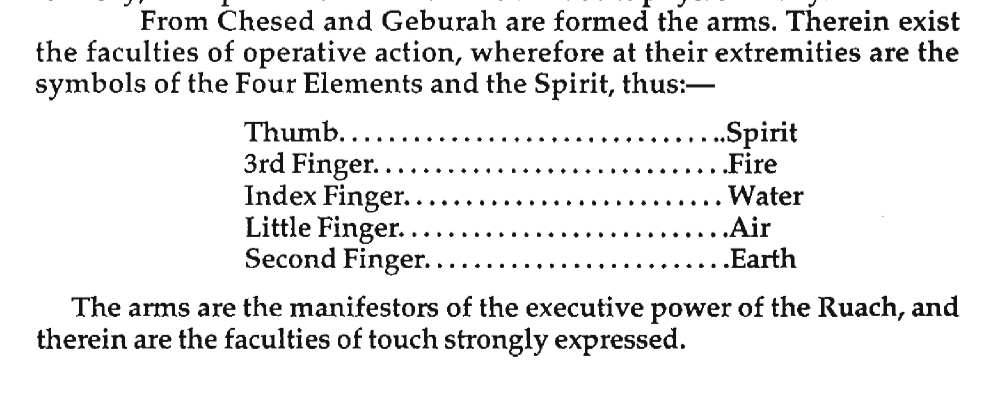 From Chesed and Geburah are formed the arms. Therein exist
the faculties of operative action, wherefore at their extremities are the
symbols of the Four Elements and the Spirit, thus:—
Thumb...............................Spirit
3rd Finger.............................Fire
Index Finger.......................... Water
Little Finger...........................Air
Second Finger.........................Earth
The arms are the manifestors of the executive power of the Ruach, and
therein are the faculties of touch strongly expressed.